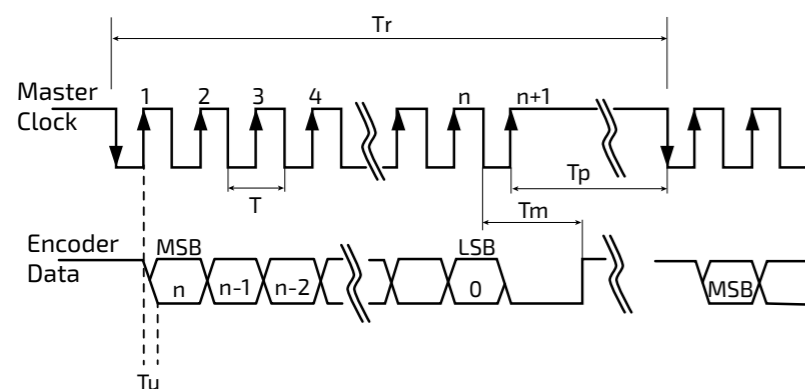 Tr
Master
Clock
1 2 3 4 n n+1
T
Tp
Tm
Encoder
Data
MSB LSB
n n-1 n-2 0 MSB
Tu